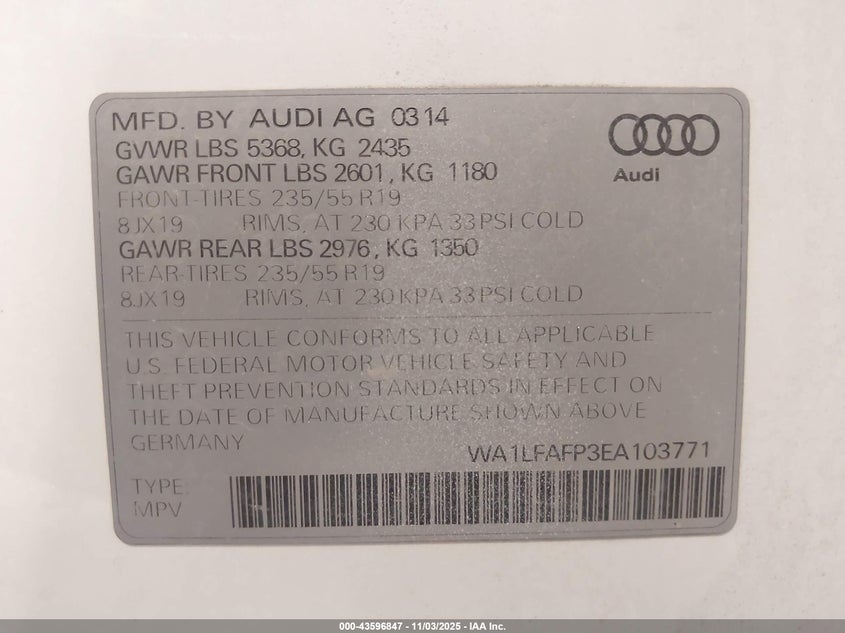 MFD. BY AUDI AG 0314
GVWR LBS 5368, KG 2435
GAWR FRONT LBS 2601, KG 1180
FRONT-TIRES 235/55 R19
8JX19 RIMS, AT 230 KPA 33 PSI COLD
GAWR REAR LBS 2976, KG 1350
REAR-TIRES 235/55 R19
8JX19 RIMS, AT 230 KPA 33 PSI COLD
Audi
THIS VEHICLE CONFORMS TO ALL APPLICABLE
U.S. FEDERAL MOTOR VEHICLE SAFETY AND
THEFT PREVENTION STANDARDS IN EFFECT ON
THE DATE OF MANUFACTURE SHOWN ABOVE
GERMANY
WA1LFAFP3EA103771
TYPE:
MPV
000-43596847 - 11/03/2025 - IAA Inc.